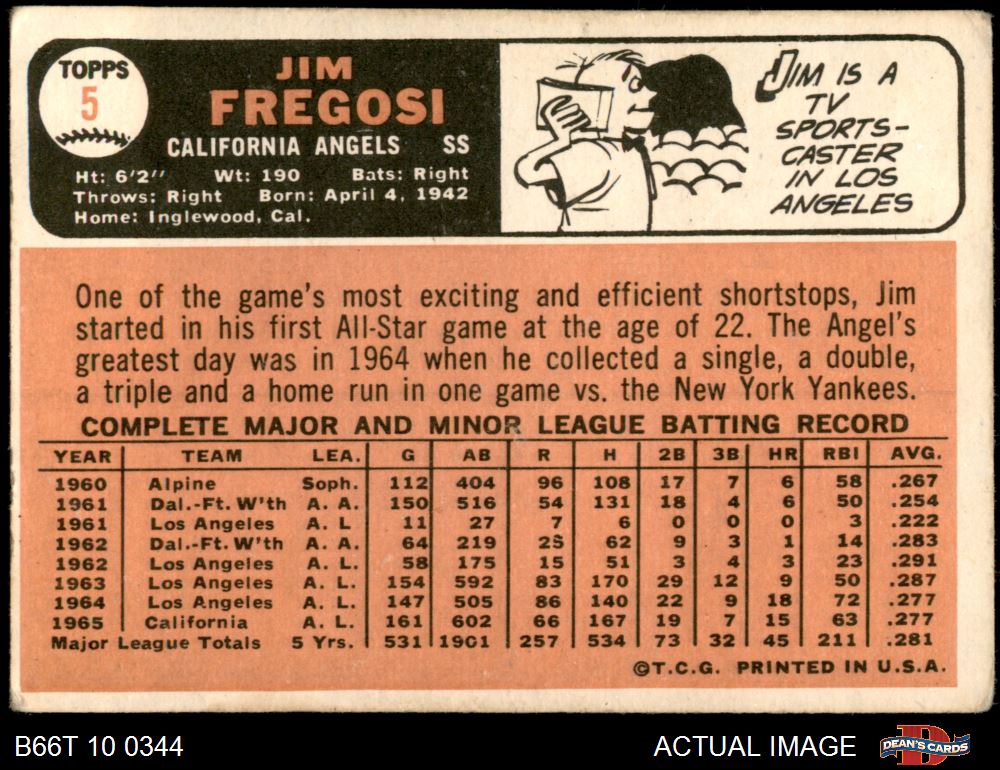 TOPPS
5
JIM
FREGOSI
CALIFORNIA ANGELS SS
Ht: 6'2" Wt: 190 Bats: Right
Throws: Right Born: April 4, 1942
Home: Inglewood, Cal.
JIM IS A
TV
SPORTS-
CASTER
IN LOS
ANGELES
One of the game's most exciting and efficient shortstops, Jim
started in his first All-Star game at the age of 22. The Angel's
greatest day was in 1964 when he collected a single, a double,
a triple and a home run in one game vs. the New York Yankees.
COMPLETE MAJOR AND MINOR LEAGUE BATTING RECORD
YEAR TEAM LEA. G AB R H 2B 3B HR RBI AVG.
1960 Alpine Soph. 112 404 96 108 17 7 6 58 .267
1961 Dal.-Ft. W'th A. A. 150 516 54 131 18 4 6 50 .254
1961 Los Angeles A. L 11 27 7 6 0 0 0 3 .222
1962 Dal.-Ft. W'th A. A. 64 219 25 62 9 3 1 14 .283
1962 Los Angeles A. L. 58 175 15 51 3 4 3 23 .291
1963 Los Angeles A. L. 154 592 83 170 29 12 9 50 .287
1964 Los Angeles A. L. 147 505 86 140 22 9 18 72 .277
1965 California A. L. 161 602 66 167 19 7 15 63 .277
Major League Totals 5 Yrs. 531 1901 257 534 73 32 45 211 .281
©T.C.G. PRINTED IN U.S.A.
B66T 10 0344
ACTUAL IMAGE
D
DEAN'S CARDS